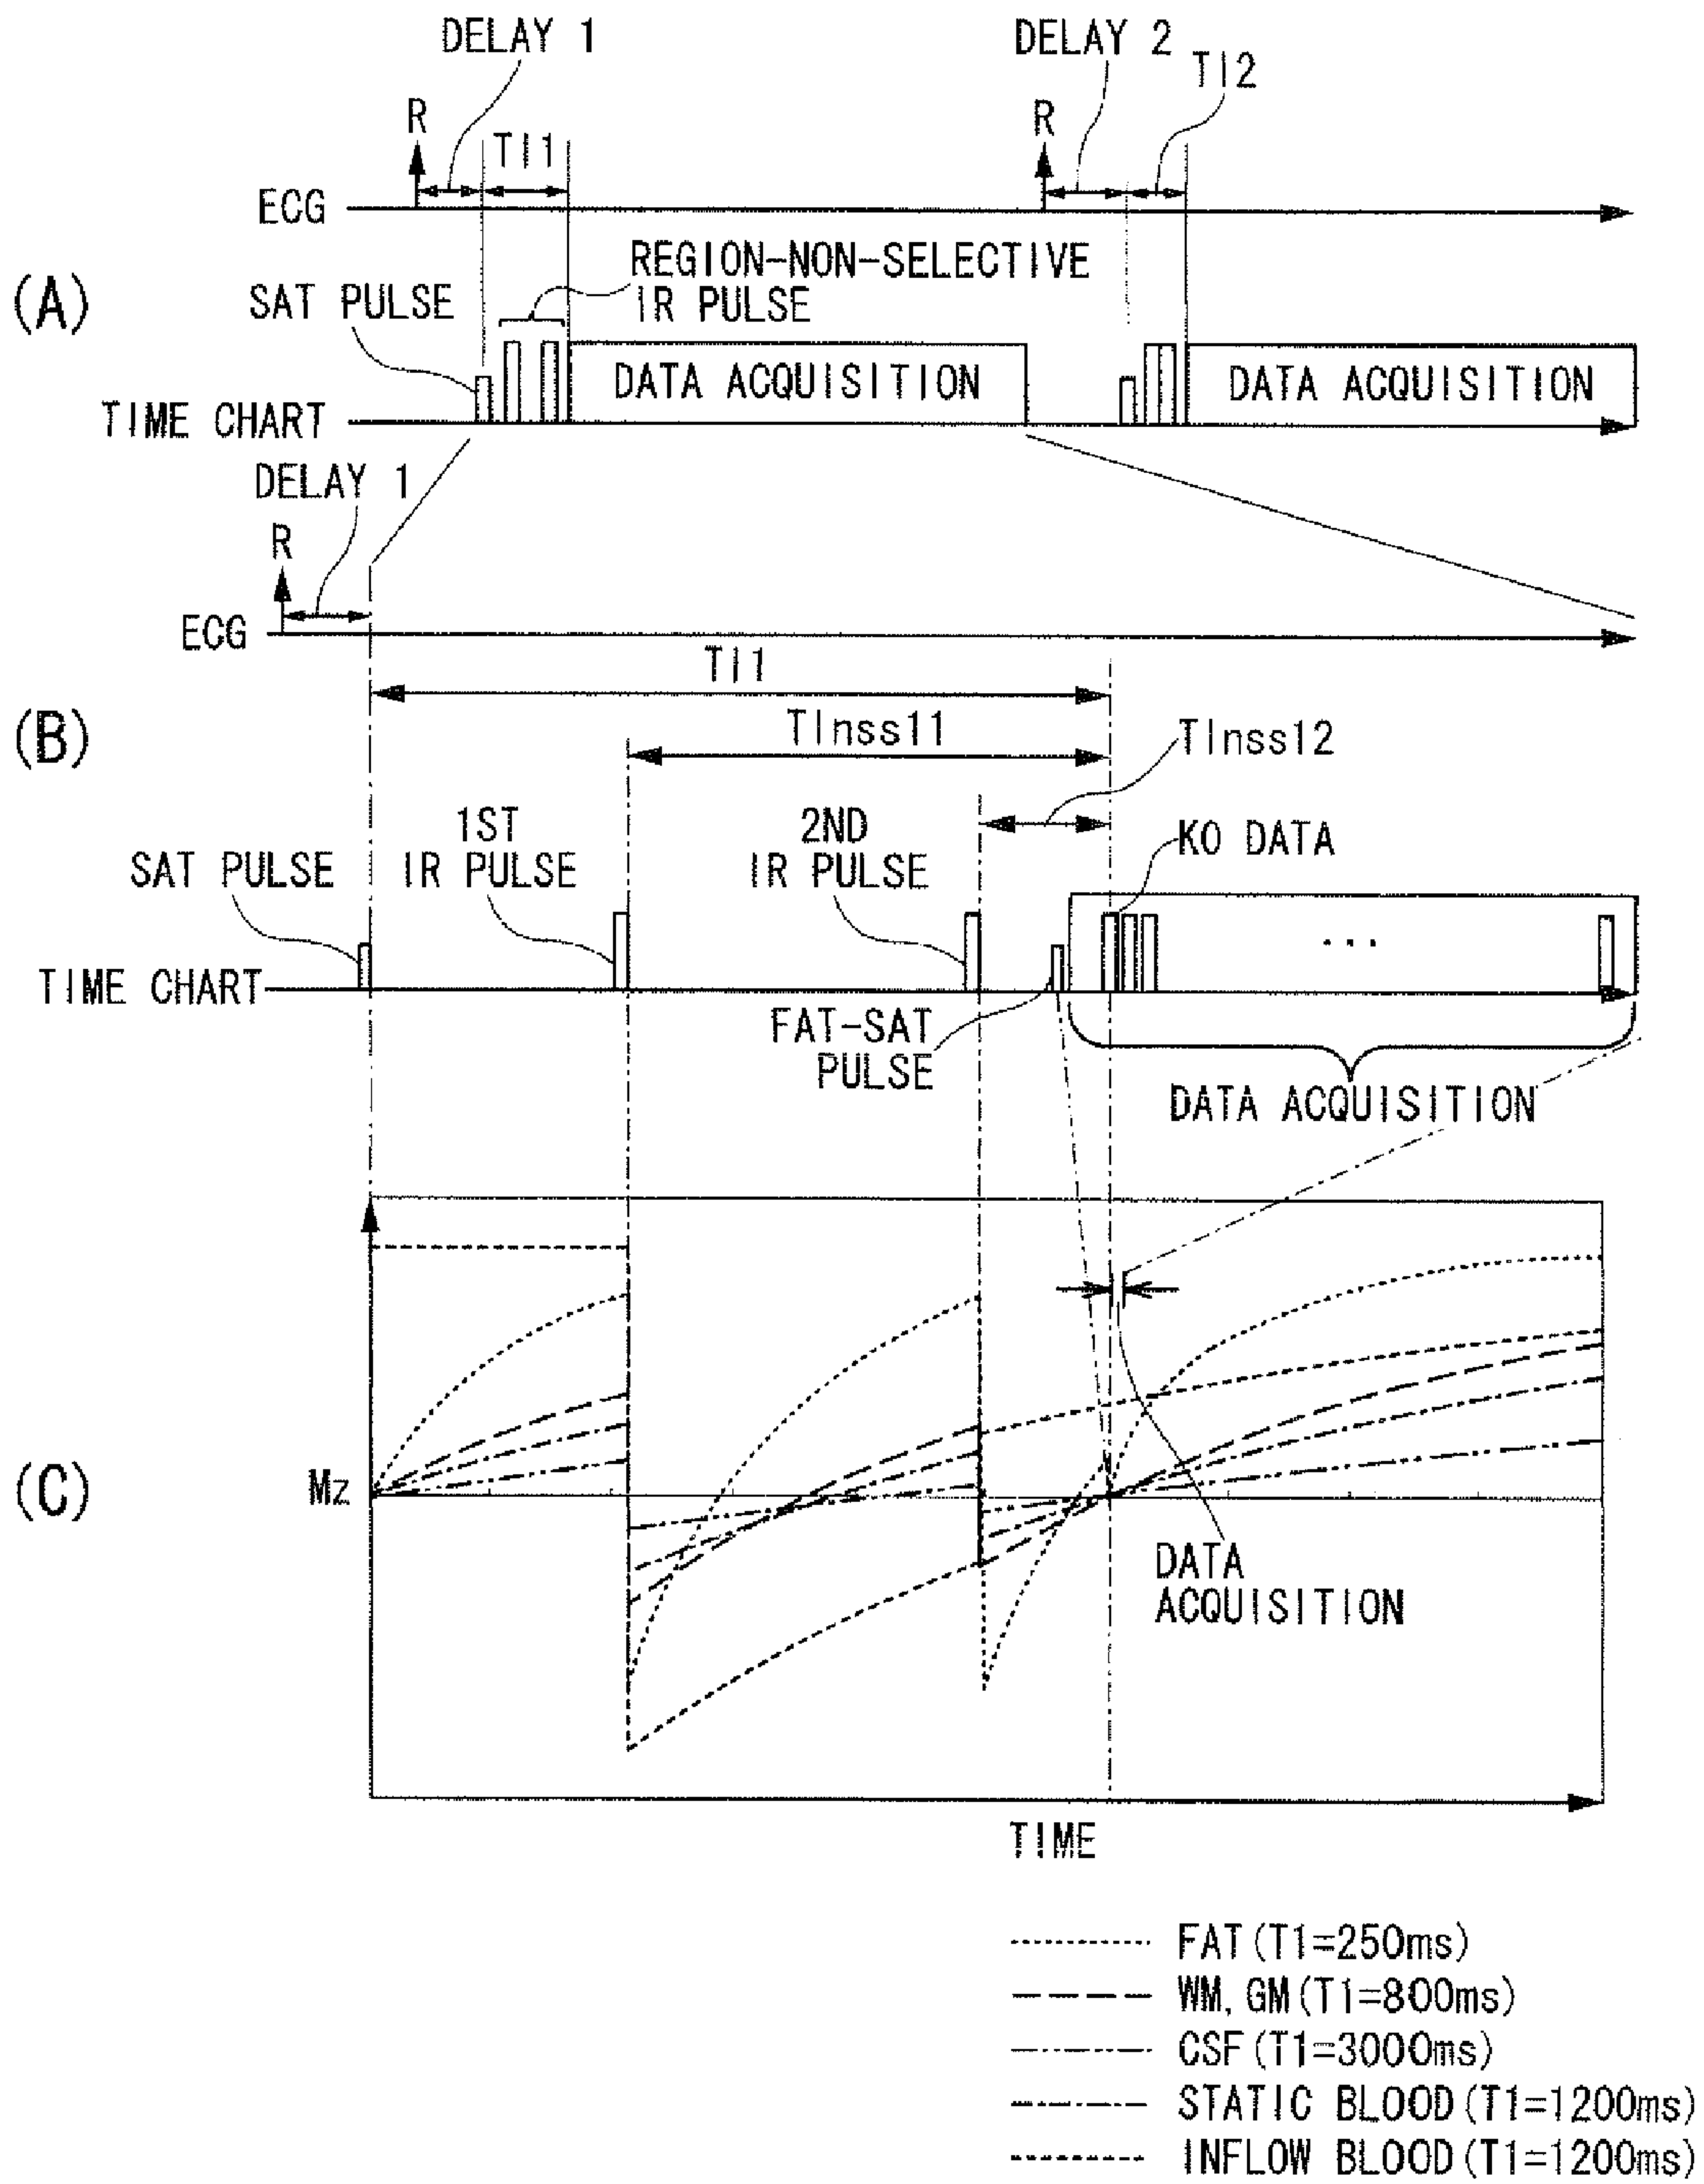 DELAY 1
DELAY 2
TI2
R
TI1
R
ECG
REGION-NON-SELECTIVE
IR PULSE
(A)
SAT PULSE
DATA ACQUISITION
DATA ACQUISITION
TIME CHART
DELAY 1
R
ECG
TI1
(B)
TInss11
TInss12
1ST
IR PULSE
2ND
IR PULSE
K0 DATA
SAT PULSE
...
TIME CHART
FAT-SAT
PULSE
DATA ACQUISITION
(C)
Mz
DATA
ACQUISITION
TIME
FAT(T1=250ms)
WM, GM(T1=800ms)
CSF(T1=3000ms)
STATIC BLOOD(T1=1200ms)
INFLOW BLOOD(T1=1200ms)